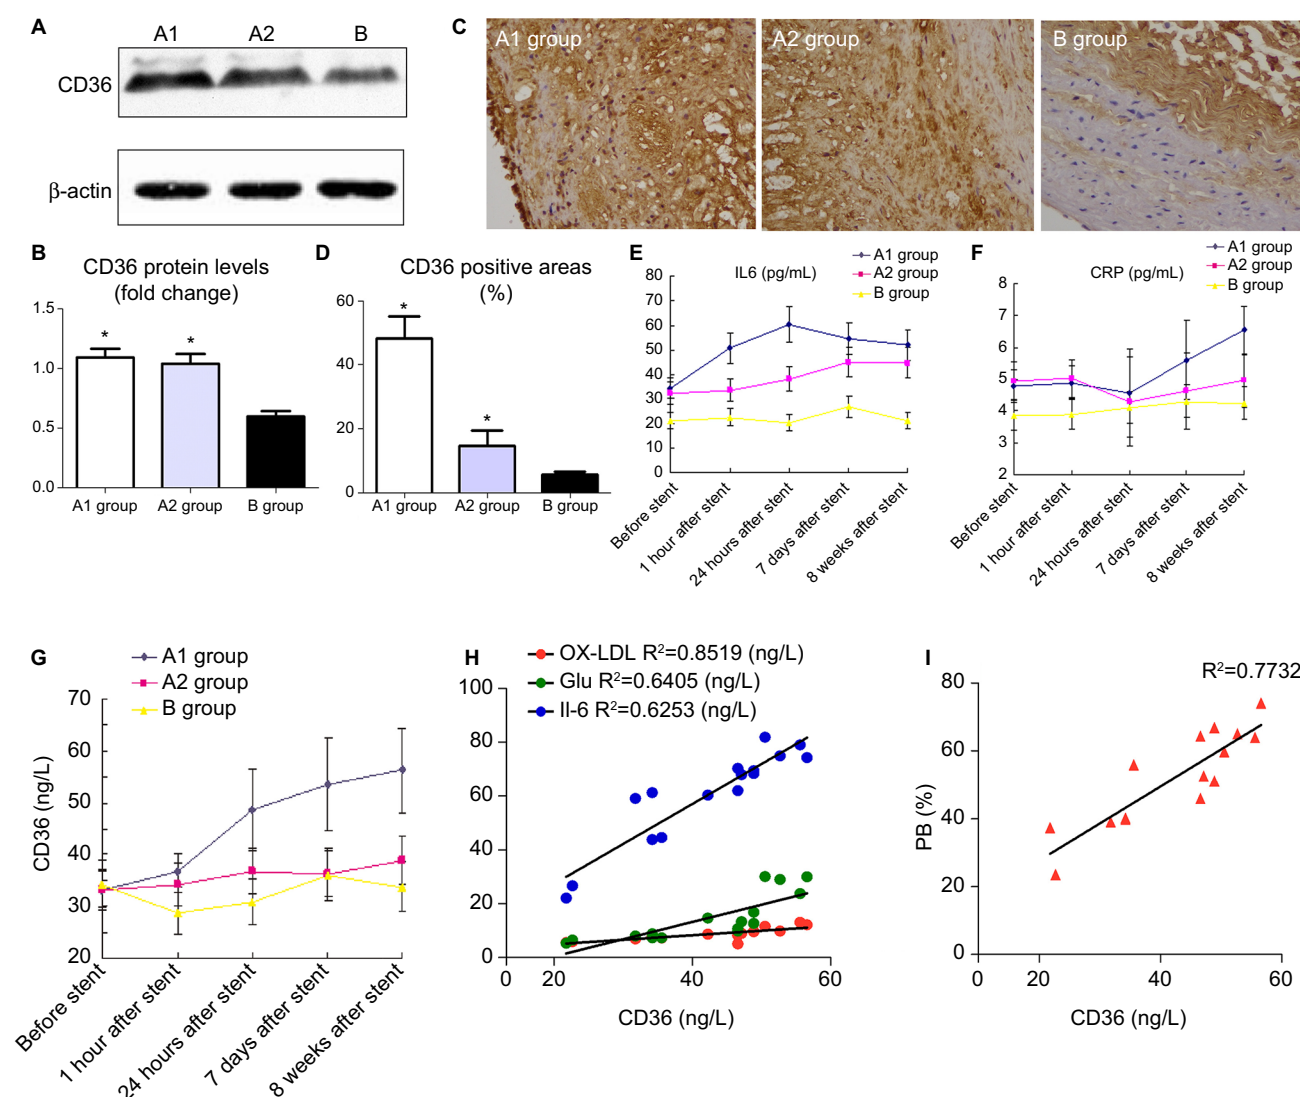 A
A1 A2 B
CD36
β-actin
C
A1 group
A2 group
B group
B
CD36 protein levels
(fold change)
1.5
1.0
0.5
0.0
*
*
A1 group A2 group B group
D
CD36 positive areas
(%)
60
40
20
0
*
*
A1 group A2 group B group
E
IL6 (pg/mL)
A1 group
A2 group
B group
80
70
60
50
40
30
20
10
0
Before stent
1 hour after stent
24 hours after stent
7 days after stent
8 weeks after stent
F
CRP (pg/mL)
A1 group
A2 group
B group
8
7
6
5
4
3
2
Before stent
1 hour after stent
24 hours after stent
7 days after stent
8 weeks after stent
G
A1 group
A2 group
B group
CD36 (ng/L)
70
60
50
40
30
20
Before stent
1 hour after stent
24 hours after stent
7 days after stent
8 weeks after stent
H
OX-LDL R²=0.8519 (ng/L)
Glu R²=0.6405 (ng/L)
Il-6 R²=0.6253 (ng/L)
100
80
60
40
20
0
0 20 40 60
CD36 (ng/L)
I
R²=0.7732
PB (%)
80
60
40
20
0
0 20 40 60
CD36 (ng/L)